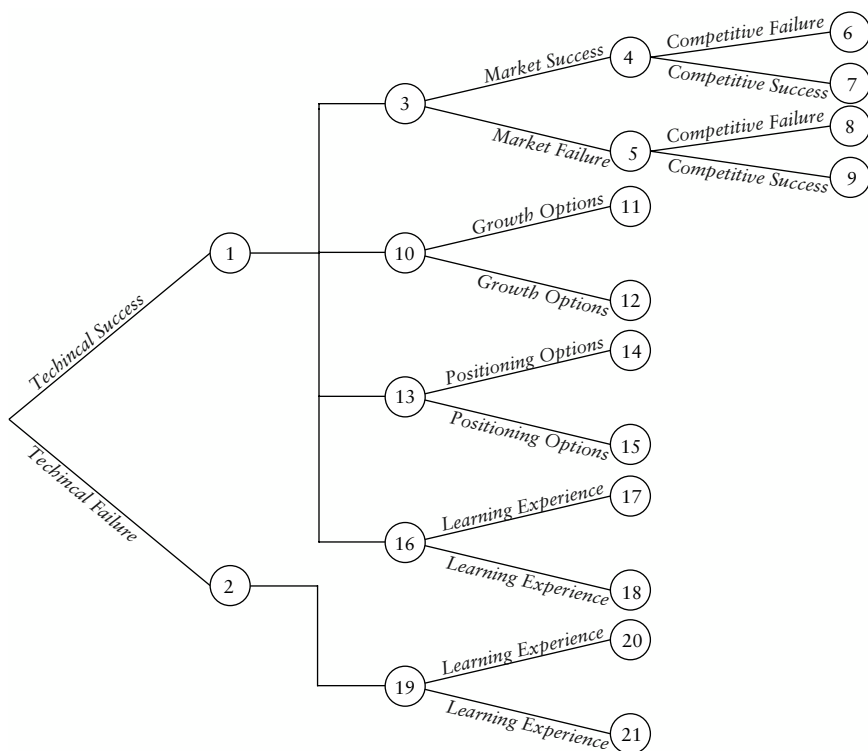 Competitive Failure
6
Market Success
4
Competitive Success
7
3
Competitive Failure
8
Market Failure
5
Competitive Success
9
Growth Options
11
1
10
Growth Options
12
Techincal Success
Positioning Options
14
13
Positioning Options
15
Techincal Failure
Learning Experience
17
16
Learning Experience
18
2
Learning Experience
20
19
Learning Experience
21